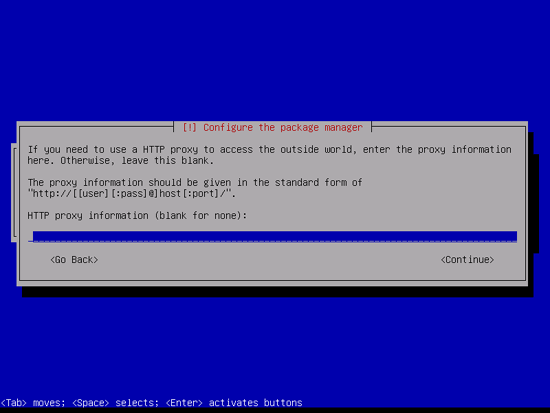 [!] Configure the package manager
If you need to use a HTTP proxy to access the outside world, enter the proxy information
here. Otherwise, leave this blank.
The proxy information should be given in the standard form of
"http://[[user][:pass]@]host[:port]/".
HTTP proxy information (blank for none):
<Go Back> <Continue>
<Tab> moves; <Space> selects; <Enter> activates buttons